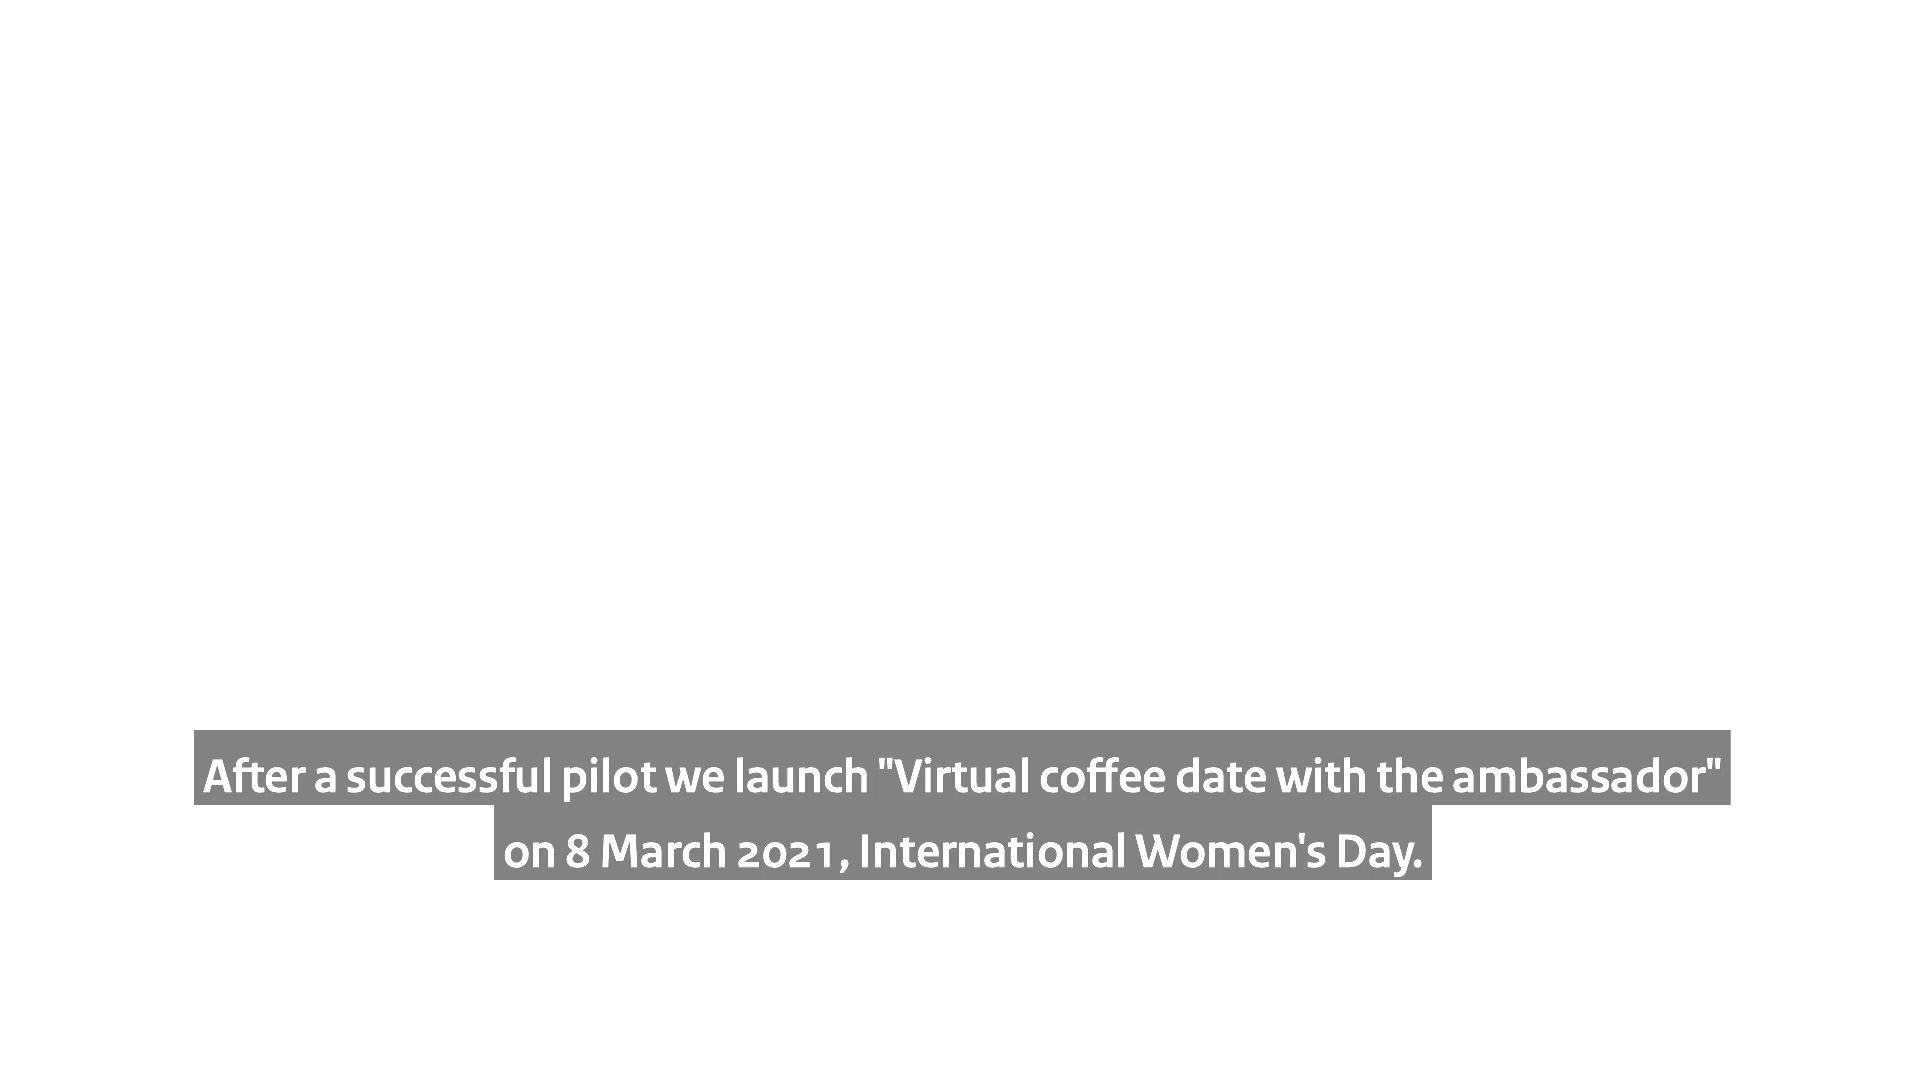 After a successful pilot we launch "Virtual coffee date with the ambassador"
on 8 March 2021, International Women's Day.